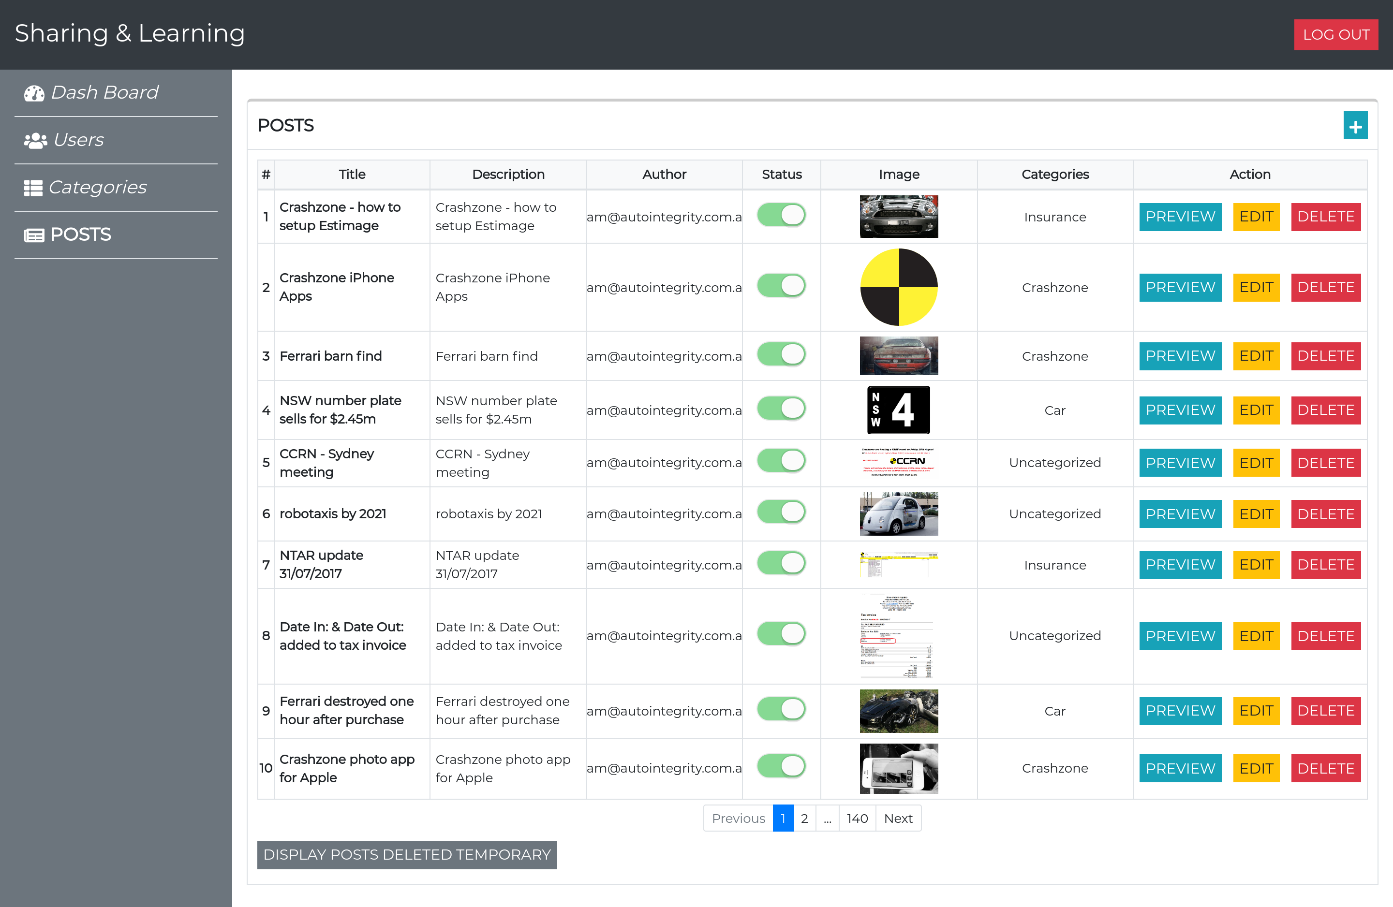 Sharing & Learning
LOG OUT
Dash Board
Users
Categories
POSTS
POSTS
+
# Title Description Author Status Image Categories Action
1 Crashzone - how to setup Estimage Crashzone - how to setup Estimage am@autointegrity.com.a Insurance PREVIEW EDIT DELETE
2 Crashzone iPhone Apps Crashzone iPhone Apps am@autointegrity.com.a Crashzone PREVIEW EDIT DELETE
3 Ferrari barn find Ferrari barn find am@autointegrity.com.a Crashzone PREVIEW EDIT DELETE
4 NSW number plate sells for $2.45m NSW number plate sells for $2.45m am@autointegrity.com.a NSW 4 Car PREVIEW EDIT DELETE
5 CCRN - Sydney meeting CCRN - Sydney meeting am@autointegrity.com.a CCRN Uncategorized PREVIEW EDIT DELETE
6 robotaxis by 2021 robotaxis by 2021 am@autointegrity.com.a Uncategorized PREVIEW EDIT DELETE
7 NTAR update 31/07/2017 NTAR update 31/07/2017 am@autointegrity.com.a Insurance PREVIEW EDIT DELETE
8 Date In: & Date Out: added to tax invoice Date In: & Date Out: added to tax invoice am@autointegrity.com.a Uncategorized PREVIEW EDIT DELETE
9 Ferrari destroyed one hour after purchase Ferrari destroyed one hour after purchase am@autointegrity.com.a Car PREVIEW EDIT DELETE
10 Crashzone photo app for Apple Crashzone photo app for Apple am@autointegrity.com.a Crashzone PREVIEW EDIT DELETE
Previous 1 2 ... 140 Next
DISPLAY POSTS DELETED TEMPORARY